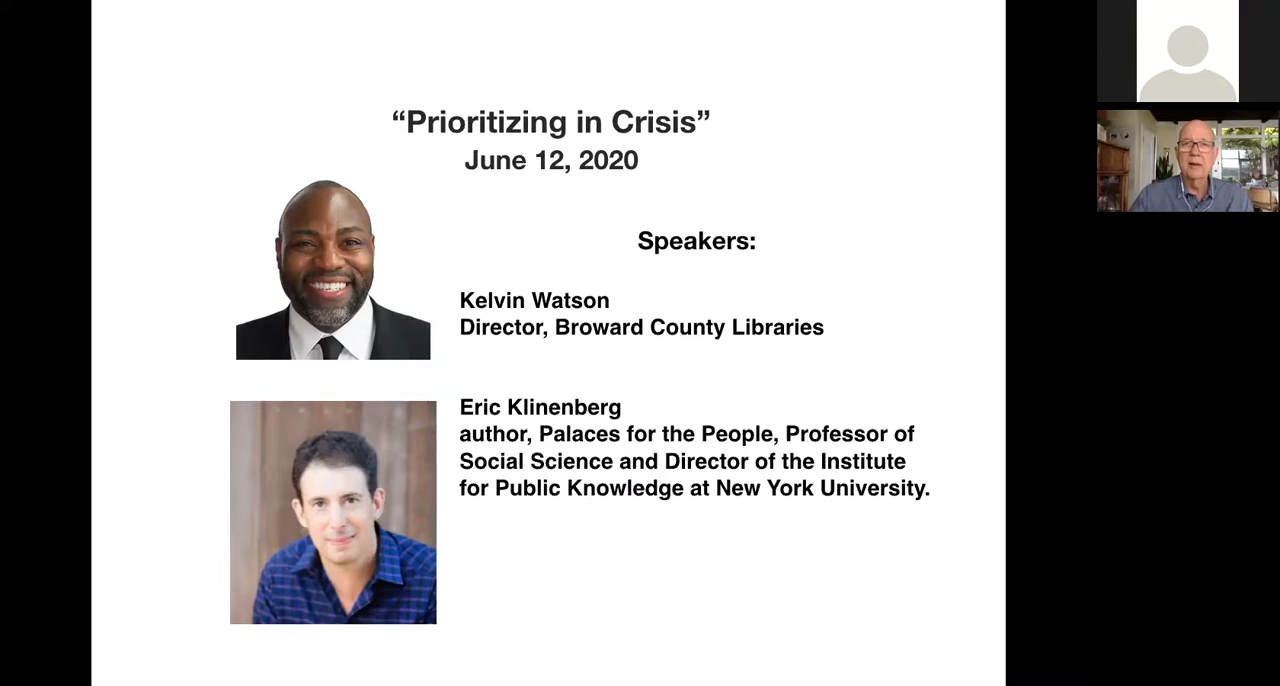 “Prioritizing in Crisis”
June 12, 2020
Speakers:
Kelvin Watson
Director, Broward County Libraries
Eric Klinenberg
author, Palaces for the People, Professor of
Social Science and Director of the Institute
for Public Knowledge at New York University.